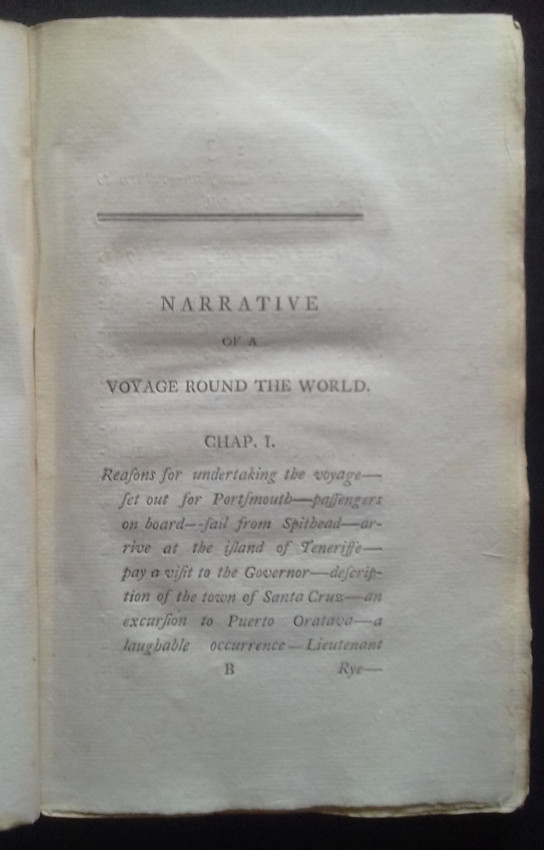 NARRATIVE
OF A
VOYAGE ROUND THE WORLD.
CHAP. I.
Reaſons for undertaking the voyage—
ſet out for Portſmouth—paſſengers
on board—ſail from Spithead—ar-
rive at the iſland of Teneriffe—
pay a viſit to the Governor—deſcrip-
tion of the town of Santa Cruz—an
excurſion to Puerto Oratava—a
laughable occurrence—Lieutenant
B Rye—